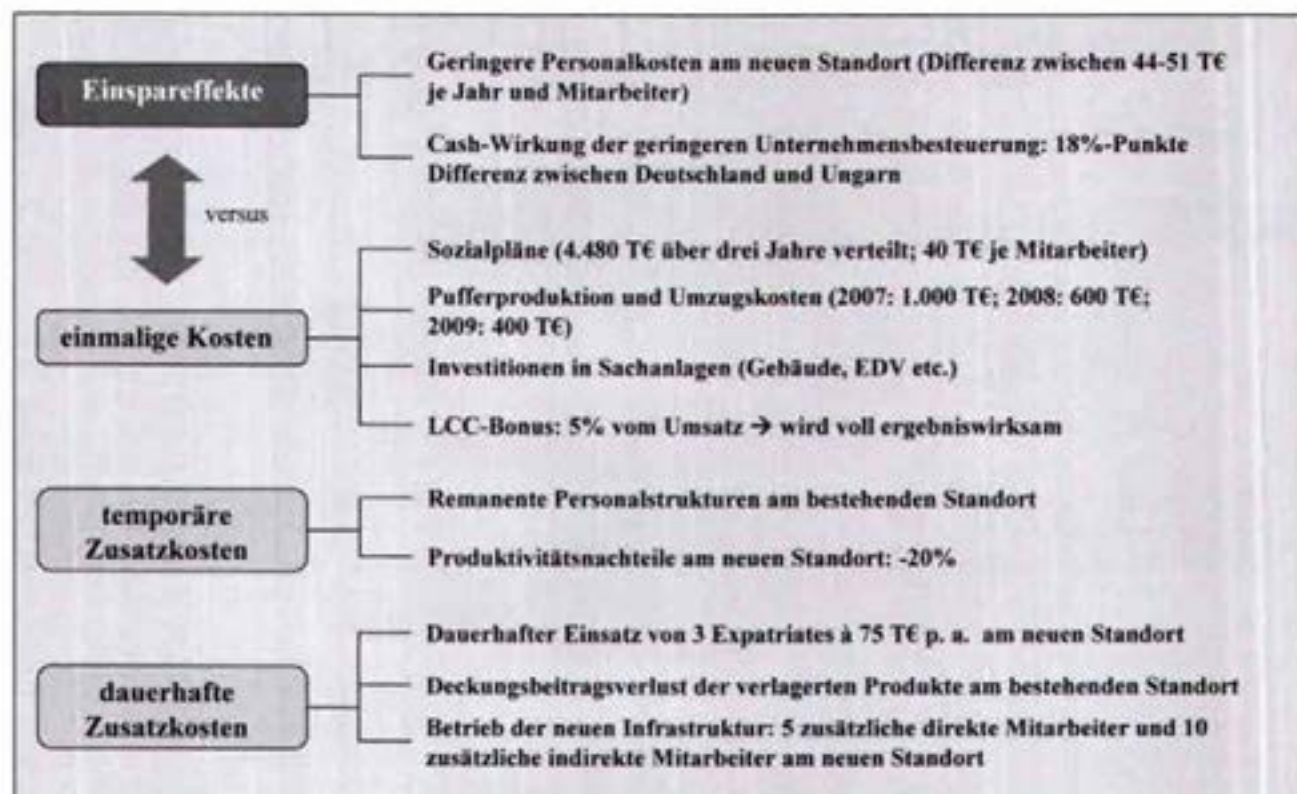 Einspareffekte
Geringere Personalkosten am neuen Standort (Differenz zwischen 44-51 T€
je Jahr und Mitarbeiter)
Cash-Wirkung der geringeren Unternehmensbesteuerung: 18%-Punkte
Differenz zwischen Deutschland und Ungarn
versus
einmalige Kosten
Sozialpläne (4.480 T€ über drei Jahre verteilt; 40 T€ je Mitarbeiter)
Pufferproduktion und Umzugskosten (2007: 1.000 T€; 2008: 600 T€;
2009: 400 T€)
Investitionen in Sachanlagen (Gebäude, EDV etc.)
LCC-Bonus: 5% vom Umsatz → wird voll ergebniswirksam
temporäre
Zusatzkosten
Remanente Personalstrukturen am bestehenden Standort
Produktivitätsnachteile am neuen Standort: -20%
dauerhafte
Zusatzkosten
Dauerhafter Einsatz von 3 Expatriates à 75 T€ p. a. am neuen Standort
Deckungsbeitragsverlust der verlagerten Produkte am bestehenden Standort
Betrieb der neuen Infrastruktur: 5 zusätzliche direkte Mitarbeiter und 10
zusätzliche indirekte Mitarbeiter am neuen Standort